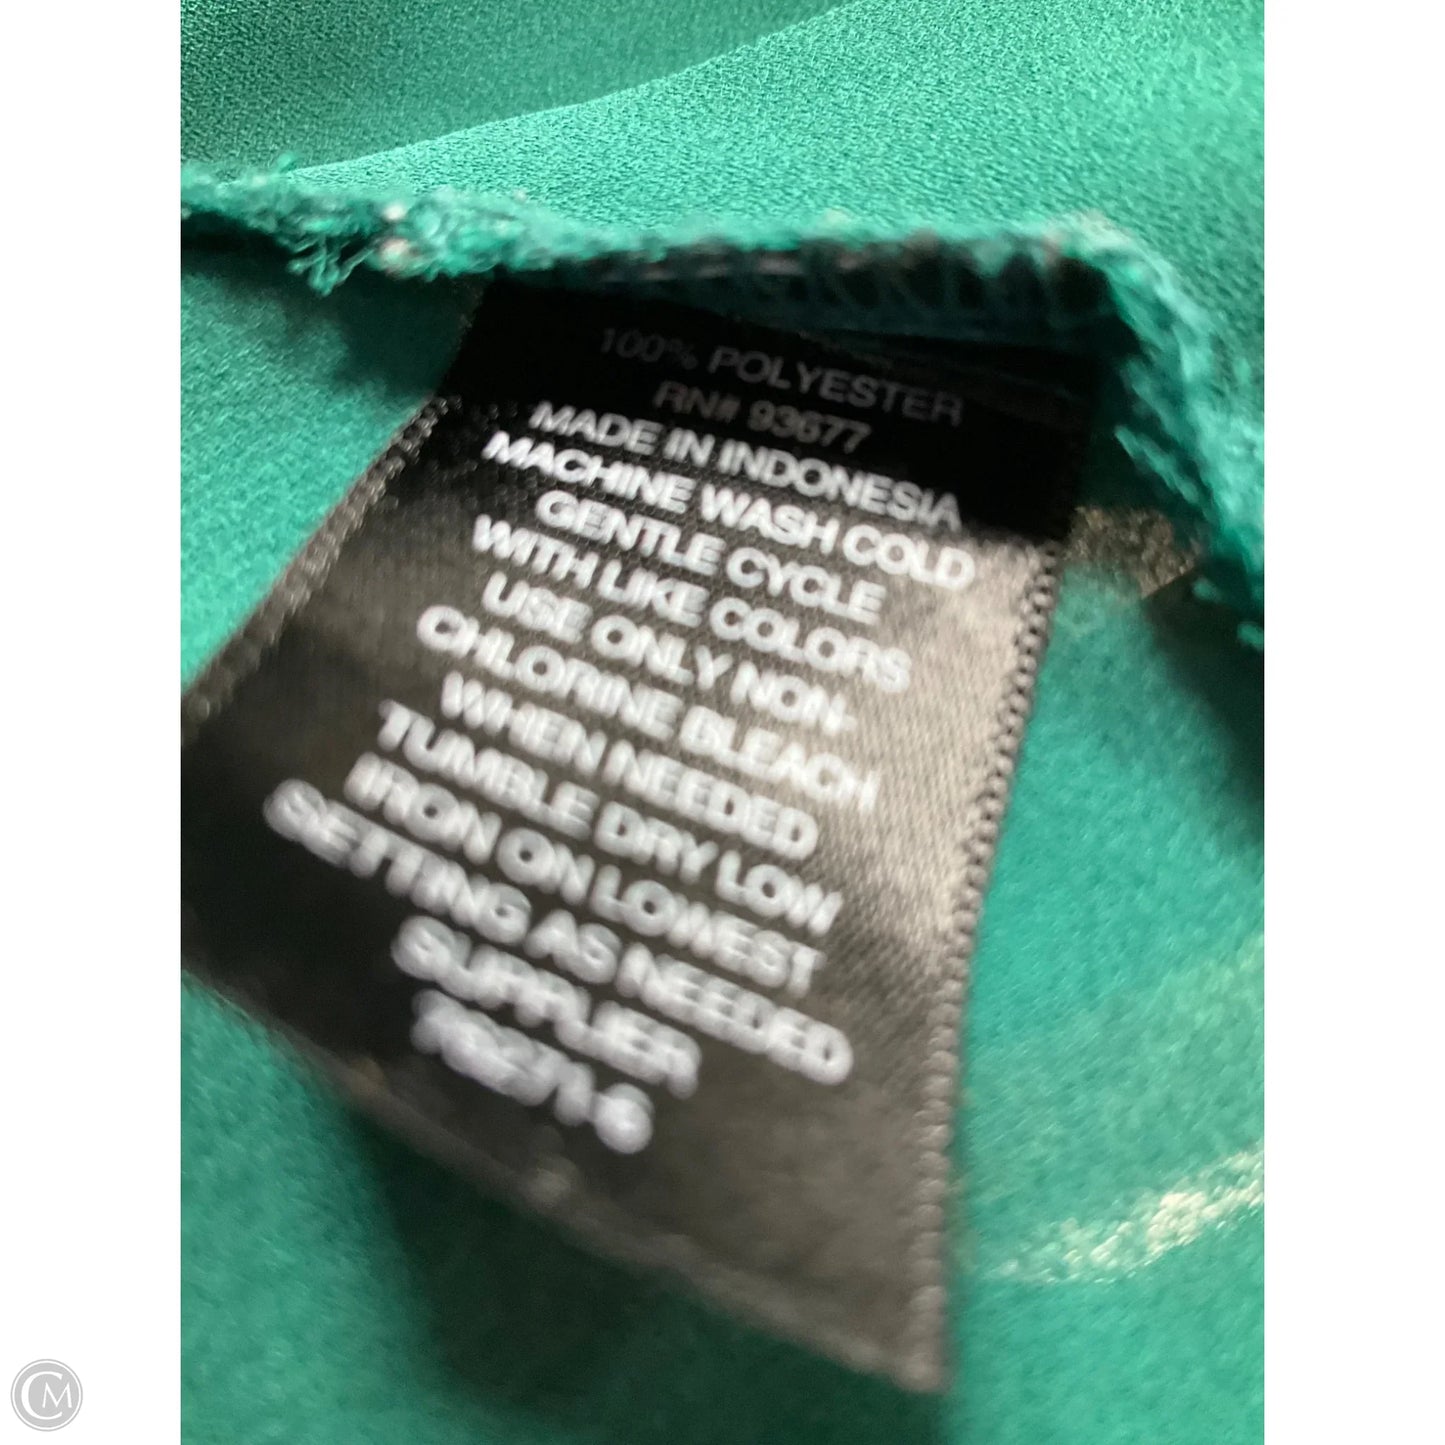 100% POLYESTER
RN# 93677
MADE IN INDONESIA
MACHINE WASH COLD
GENTLE CYCLE
WITH LIKE COLORS
USE ONLY NON-
CHLORINE BLEACH
WHEN NEEDED
TUMBLE DRY LOW
IRON ON LOWEST
SETTING AS NEEDED
SUPPLIER
CM